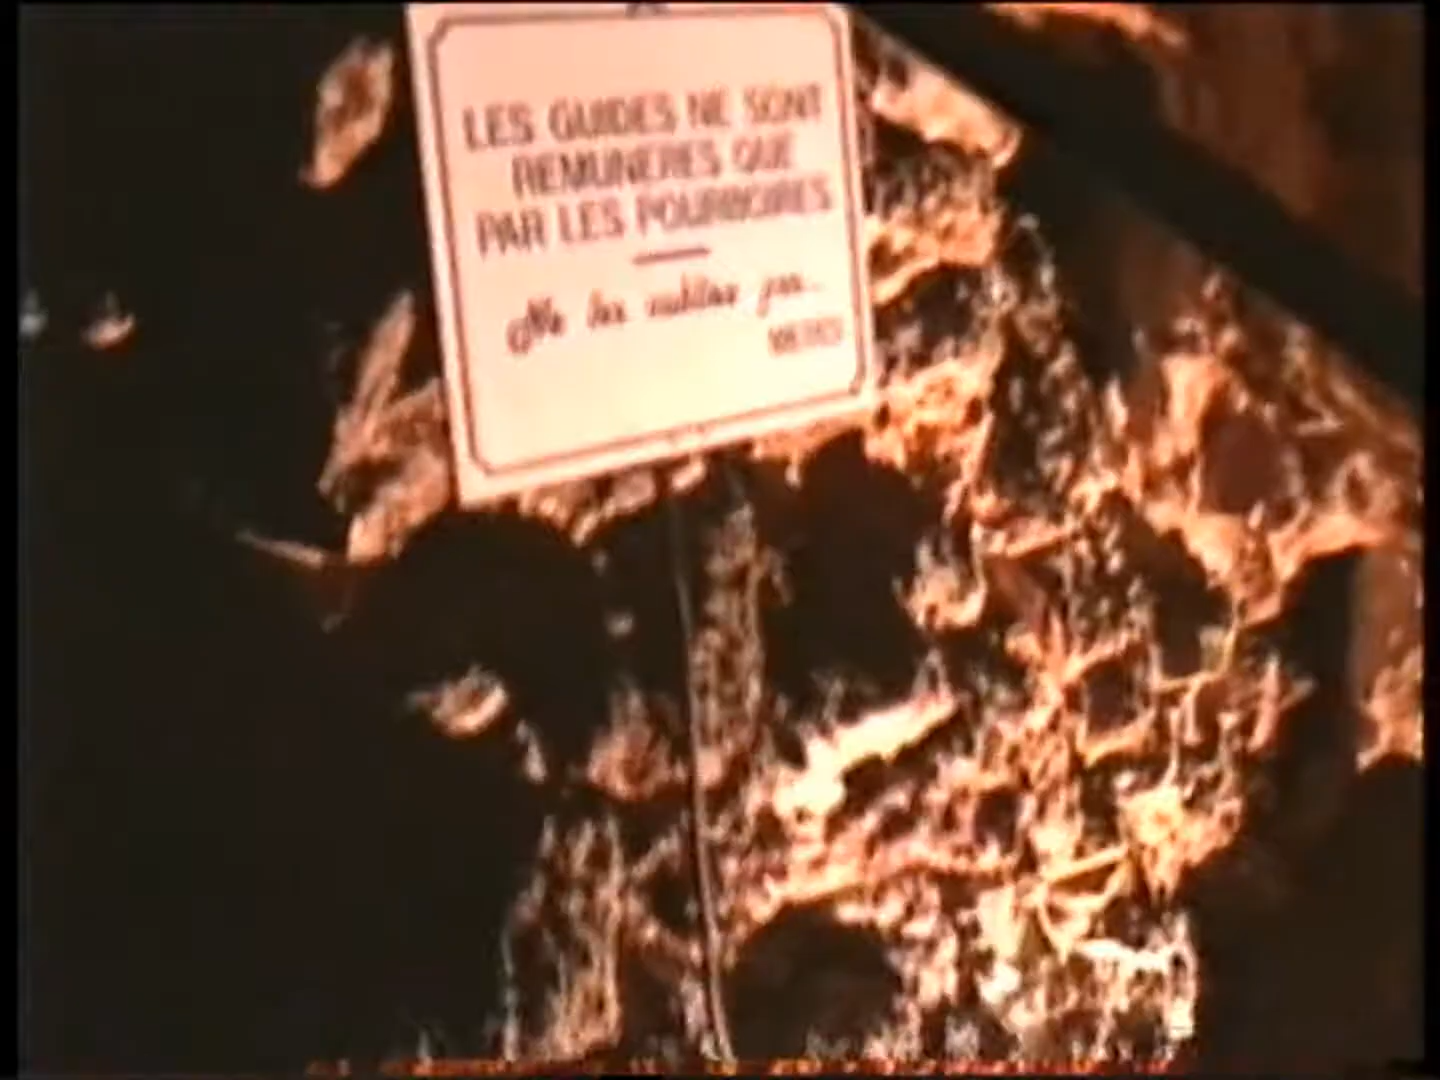 LES GUIDES NE SONT
REMUNERES QUE
PAR LES POURBOIRES
Ne les oubliez pas...
MERCI